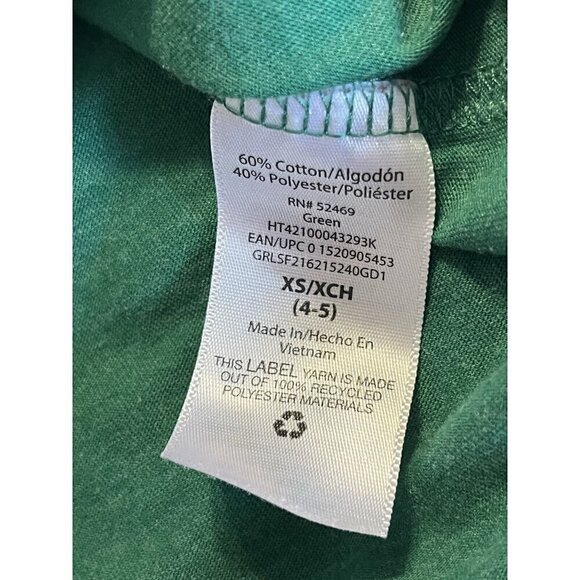 60% Cotton/Algodón
40% Polyester/Poliéster
RN# 52469
Green
HT42100043293K
EAN/UPC 0 1520905453
GRLSF216215240GD1
XS/XCH
(4-5)
Made In/Hecho En
Vietnam
THIS LABEL YARN IS MADE
OUT OF 100% RECYCLED
POLYESTER MATERIALS